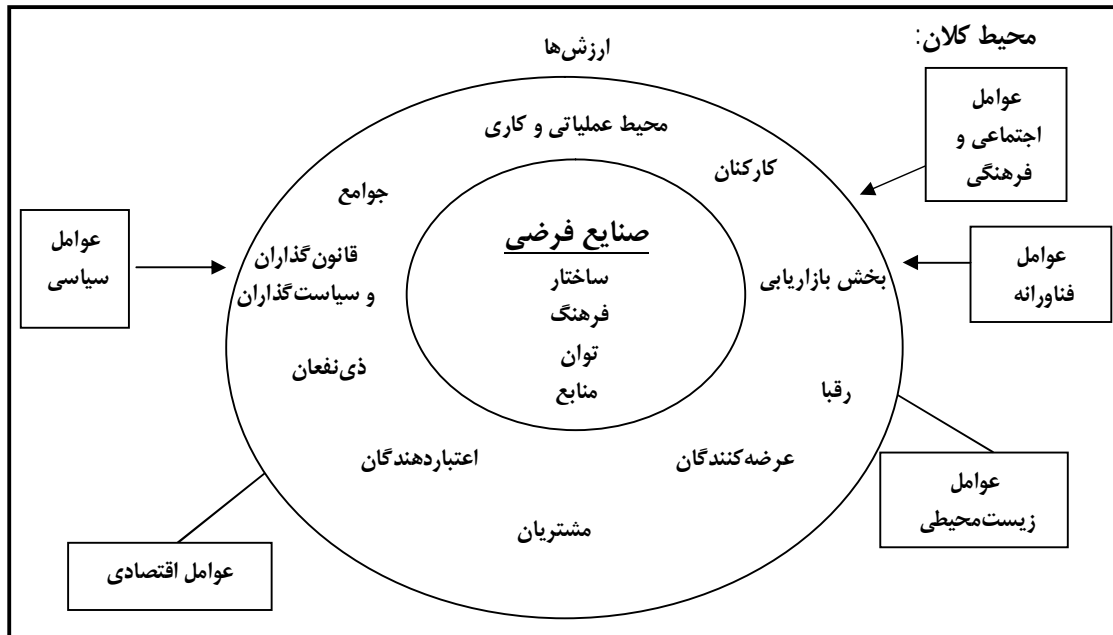 محیط کلان:
ارزش‌ها
عوامل
اجتماعی و
فرهنگی
محیط عملیاتی و کاری
کارکنان
جوامع
صنایع فرضی
ساختار
فرهنگ
توان
منابع
عوامل
سیاسی
قانون‌گذاران
و سیاست‌گذاران
بخش بازاریابی
عوامل
فناورانه
ذی‌نفعان
رقبا
اعتباردهندگان
عرضه‌کنندگان
عوامل
زیست‌محیطی
مشتریان
عوامل اقتصادی